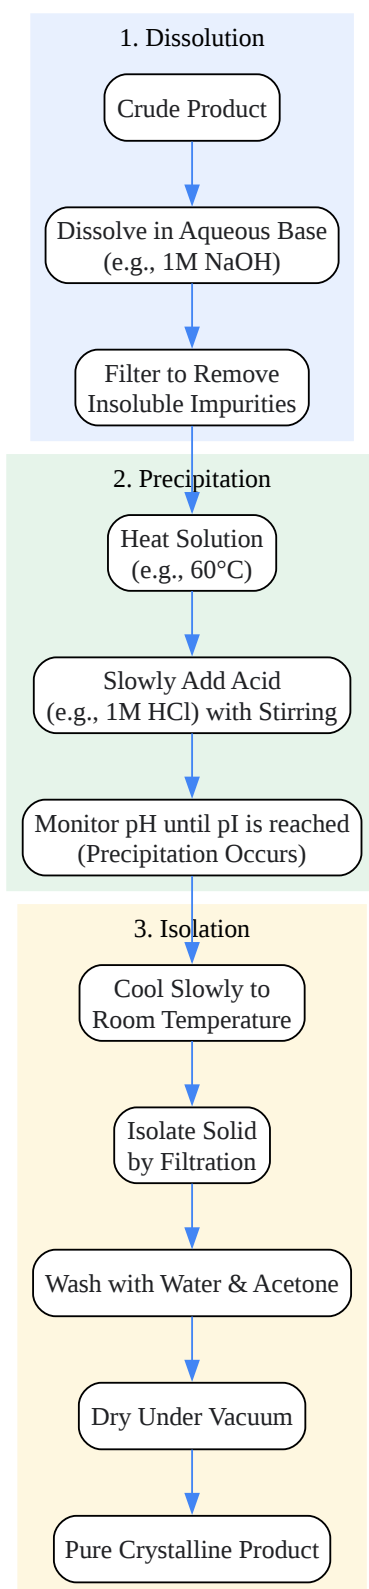 1. Dissolution
Crude Product
Dissolve in Aqueous Base
(e.g., 1M NaOH)
Filter to Remove
Insoluble Impurities
2. Precipitation
Heat Solution
(e.g., 60°C)
Slowly Add Acid
(e.g., 1M HCl) with Stirring
Monitor pH until pI is reached
(Precipitation Occurs)
3. Isolation
Cool Slowly to
Room Temperature
Isolate Solid
by Filtration
Wash with Water & Acetone
Dry Under Vacuum
Pure Crystalline Product